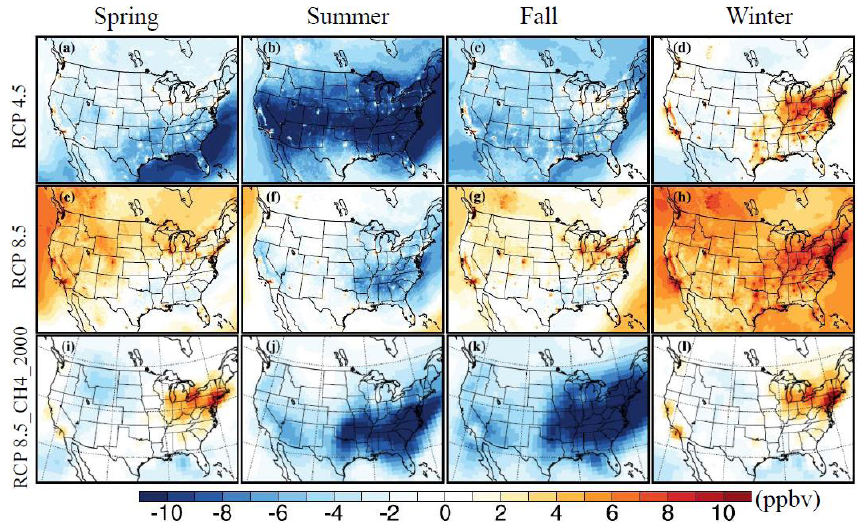 Spring Summer Fall Winter
RCP 4.5
(a) (b) (c) (d)
RCP 8.5
(e) (f) (g) (h)
RCP 8.5_CH4_2000
(i) (j) (k) (l)
-10 -8 -6 -4 -2 0 2 4 6 8 10 (ppbv)